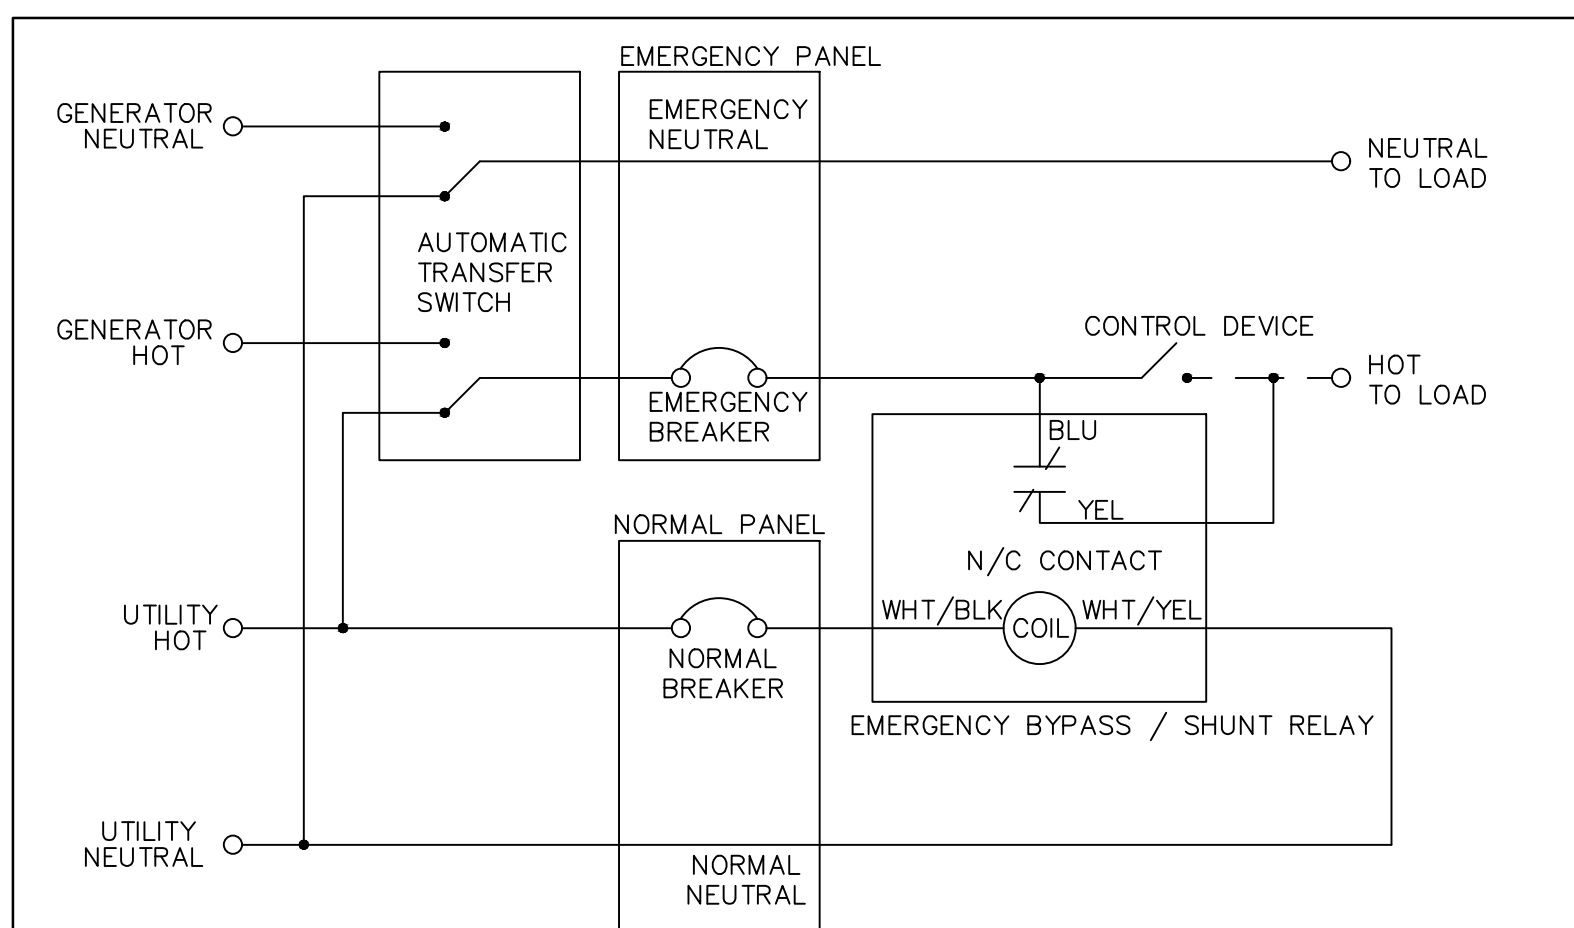 EMERGENCY PANEL
GENERATOR
NEUTRAL
EMERGENCY
NEUTRAL
NEUTRAL
TO LOAD
AUTOMATIC
TRANSFER
SWITCH
GENERATOR
HOT
CONTROL DEVICE
HOT
TO LOAD
EMERGENCY
BREAKER
BLU
YEL
NORMAL PANEL
N/C CONTACT
UTILITY
HOT
WHT/BLK
COIL
WHT/YEL
NORMAL
BREAKER
EMERGENCY BYPASS / SHUNT RELAY
UTILITY
NEUTRAL
NORMAL
NEUTRAL